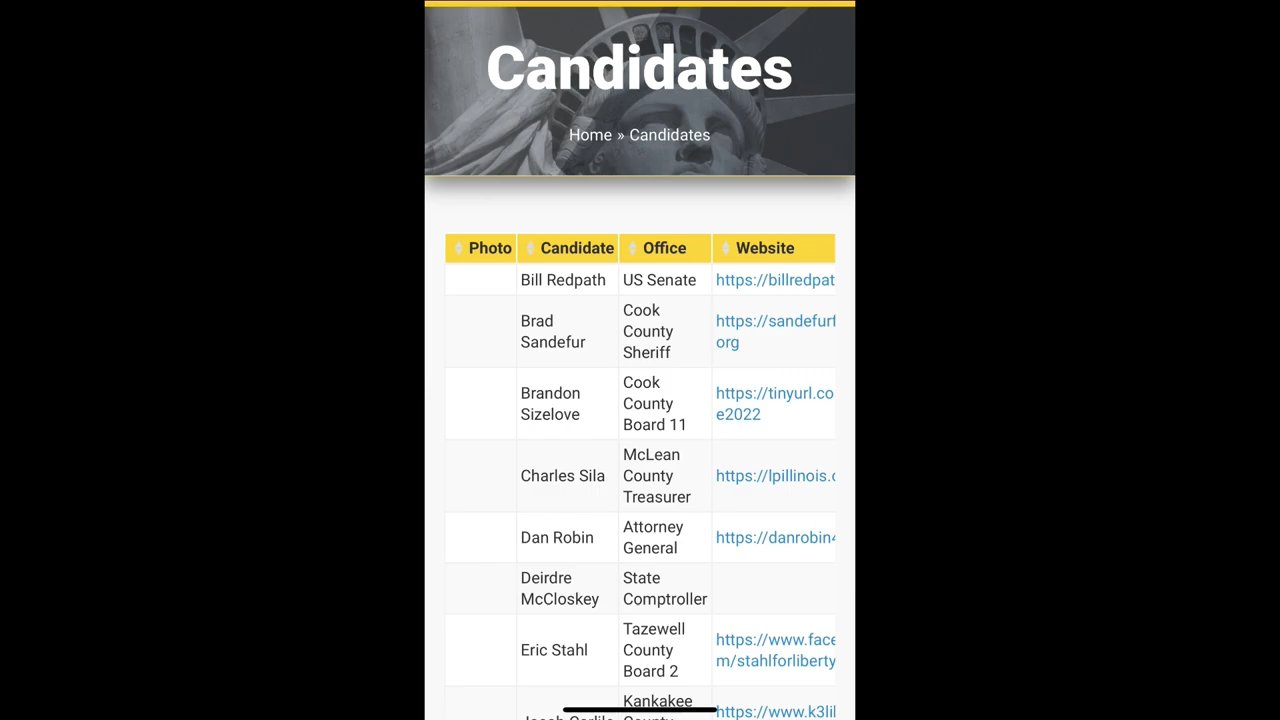 Candidates
Home » Candidates
Photo Candidate Office Website
Bill Redpath US Senate https://billredpat
Brad Sandefur Cook County Sheriff https://sandefurf org
Brandon Sizelove Cook County Board 11 https://tinyurl.co e2022
Charles Sila McLean County Treasurer https://lpillinois.
Dan Robin Attorney General https://danrobin4
Deirdre McCloskey State Comptroller
Eric Stahl Tazewell County Board 2 https://www.face m/stahlforliberty
Kankakee https://www.k3lil